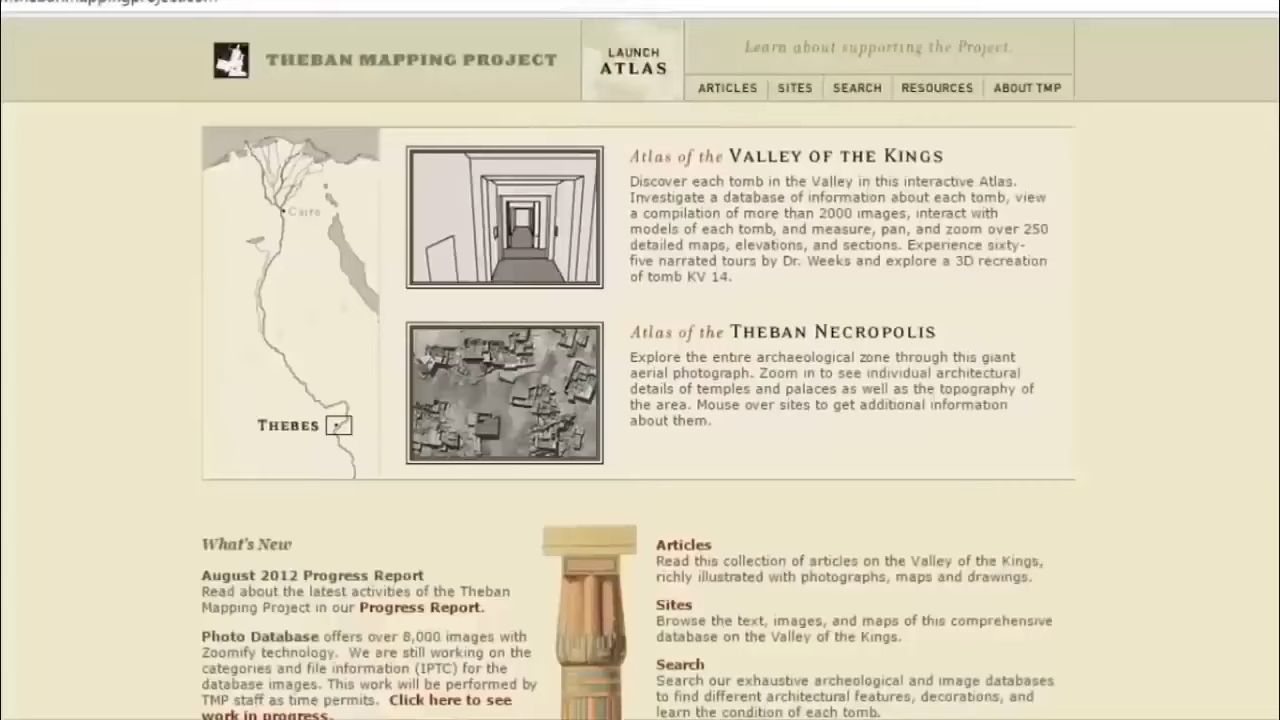 THEBAN MAPPING PROJECT
LAUNCH
ATLAS
Learn about supporting the Project.
ARTICLES
SITES
SEARCH
RESOURCES
ABOUT TMP
Cairo
THEBES
Atlas of the VALLEY OF THE KINGS
Discover each tomb in the Valley in this interactive Atlas.
Investigate a database of information about each tomb, view
a compilation of more than 2000 images, interact with
models of each tomb, and measure, pan, and zoom over 250
detailed maps, elevations, and sections. Experience sixty-
five narrated tours by Dr. Weeks and explore a 3D recreation
of tomb KV 14.
Atlas of the THEBAN NECROPOLIS
Explore the entire archaeological zone through this giant
aerial photograph. Zoom in to see individual architectural
details of temples and palaces as well as the topography of
the area. Mouse over sites to get additional information
about them.
What's New
August 2012 Progress Report
Read about the latest activities of the Theban
Mapping Project in our Progress Report.
Photo Database offers over 8,000 images with
Zoomify technology. We are still working on the
categories and file information (IPTC) for the
database images. This work will be performed by
TMP staff as time permits. Click here to see
work in progress.
Articles
Read this collection of articles on the Valley of the Kings,
richly illustrated with photographs, maps and drawings.
Sites
Browse the text, images, and maps of this comprehensive
database on the Valley of the Kings.
Search
Search our exhaustive archeological and image databases
to find different architectural features, decorations, and
learn the condition of each tomb.